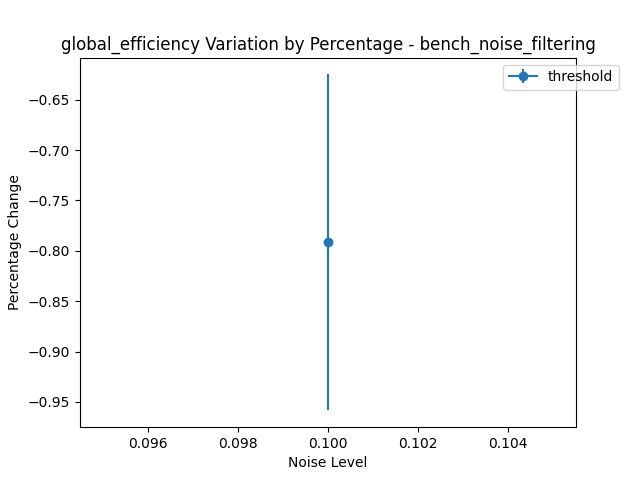 global_efficiency Variation by Percentage - bench_noise_filtering
threshold
−0.65
−0.70
−0.75
−0.80
−0.85
−0.90
−0.95
Percentage Change
0.096 0.098 0.100 0.102 0.104
Noise Level